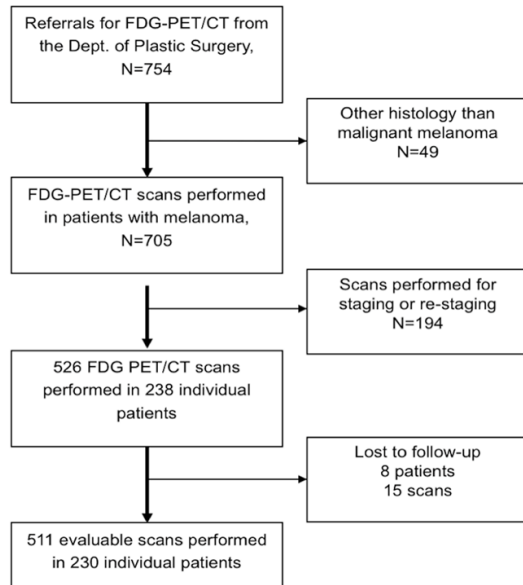 Referrals for FDG-PET/CT from
the Dept. of Plastic Surgery,
N=754
Other histology than
malignant melanoma
N=49
FDG-PET/CT scans performed
in patients with melanoma,
N=705
Scans performed for
staging or re-staging
N=194
526 FDG PET/CT scans
performed in 238 individual
patients
Lost to follow-up
8 patients
15 scans
511 evaluable scans performed
in 230 individual patients